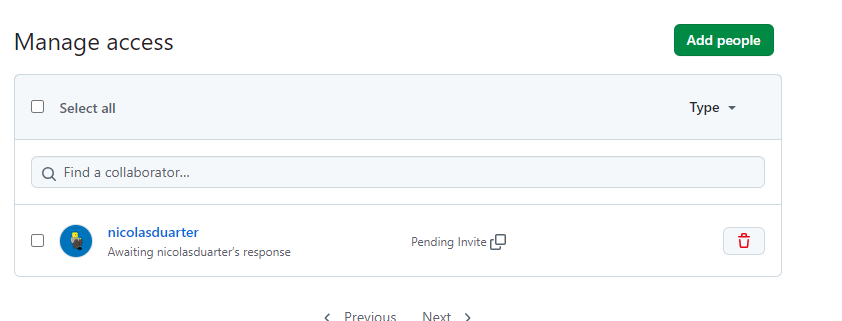 Manage access
Add people
Select all
Type
Find a collaborator...
nicolasduarter
Awaiting nicolasduarter's response
Pending Invite
Previous
Next